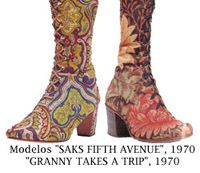 Modelos "SAKS FIFTH AVENUE", 1970
"GRANNY TAKES A TRIP", 1970